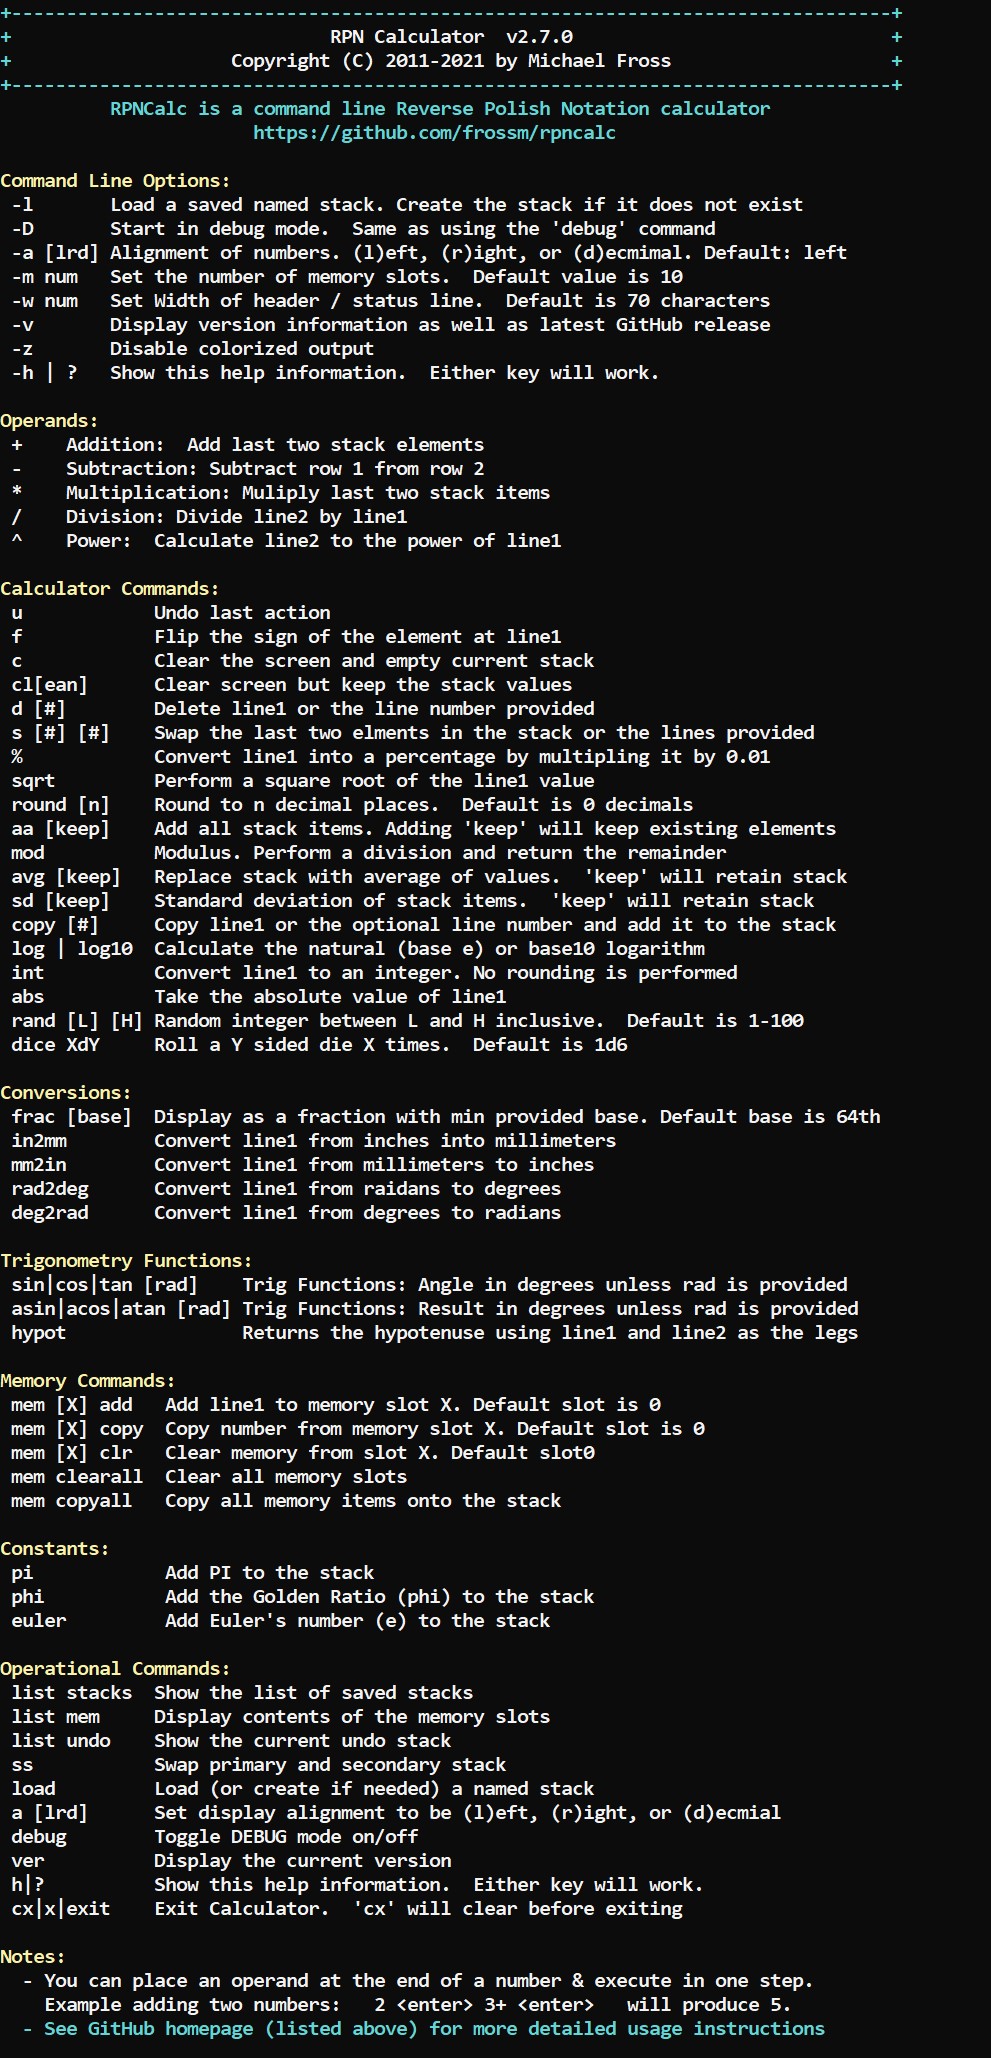 +--------------------------------------------------------------------------------+
+ RPN Calculator  v2.7.0 +
+ Copyright (C) 2011-2021 by Michael Fross +
+--------------------------------------------------------------------------------+
RPNCalc is a command line Reverse Polish Notation calculator
https://github.com/frossm/rpncalc
Command Line Options:
-l       Load a saved named stack. Create the stack if it does not exist
-D       Start in debug mode.  Same as using the 'debug' command
-a [lrd] Alignment of numbers. (l)eft, (r)ight, or (d)ecmimal. Default: left
-m num   Set the number of memory slots.  Default value is 10
-w num   Set Width of header / status line.  Default is 70 characters
-v       Display version information as well as latest GitHub release
-z       Disable colorized output
-h | ?   Show this help information.  Either key will work.
Operands:
+    Addition:  Add last two stack elements
-    Subtraction: Subtract row 1 from row 2
*    Multiplication: Muliply last two stack items
/    Division: Divide line2 by line1
^    Power:  Calculate line2 to the power of line1
Calculator Commands:
u            Undo last action
f            Flip the sign of the element at line1
c            Clear the screen and empty current stack
cl[ean]      Clear screen but keep the stack values
d [#]        Delete line1 or the line number provided
s [#] [#]    Swap the last two elments in the stack or the lines provided
%            Convert line1 into a percentage by multipling it by 0.01
sqrt         Perform a square root of the line1 value
round [n]    Round to n decimal places.  Default is 0 decimals
aa [keep]    Add all stack items. Adding 'keep' will keep existing elements
mod          Modulus. Perform a division and return the remainder
avg [keep]   Replace stack with average of values.  'keep' will retain stack
sd [keep]    Standard deviation of stack items.  'keep' will retain stack
copy [#]     Copy line1 or the optional line number and add it to the stack
log | log10  Calculate the natural (base e) or base10 logarithm
int          Convert line1 to an integer. No rounding is performed
abs          Take the absolute value of line1
rand [L] [H] Random integer between L and H inclusive.  Default is 1-100
dice XdY     Roll a Y sided die X times.  Default is 1d6
Conversions:
frac [base]  Display as a fraction with min provided base. Default base is 64th
in2mm        Convert line1 from inches into millimeters
mm2in        Convert line1 from millimeters to inches
rad2deg      Convert line1 from raidans to degrees
deg2rad      Convert line1 from degrees to radians
Trigonometry Functions:
sin|cos|tan [rad]    Trig Functions: Angle in degrees unless rad is provided
asin|acos|atan [rad] Trig Functions: Result in degrees unless rad is provided
hypot                Returns the hypotenuse using line1 and line2 as the legs
Memory Commands:
mem [X] add   Add line1 to memory slot X. Default slot is 0
mem [X] copy  Copy number from memory slot X. Default slot is 0
mem [X] clr   Clear memory from slot X. Default slot0
mem clearall  Clear all memory slots
mem copyall   Copy all memory items onto the stack
Constants:
pi            Add PI to the stack
phi           Add the Golden Ratio (phi) to the stack
euler         Add Euler's number (e) to the stack
Operational Commands:
list stacks  Show the list of saved stacks
list mem     Display contents of the memory slots
list undo    Show the current undo stack
ss           Swap primary and secondary stack
load         Load (or create if needed) a named stack
a [lrd]      Set display alignment to be (l)eft, (r)ight, or (d)ecmial
debug        Toggle DEBUG mode on/off
ver          Display the current version
h|?          Show this help information.  Either key will work.
cx|x|exit    Exit Calculator.  'cx' will clear before exiting
Notes:
- You can place an operand at the end of a number & execute in one step.
Example adding two numbers:   2 <enter> 3+ <enter>   will produce 5.
- See GitHub homepage (listed above) for more detailed usage instructions